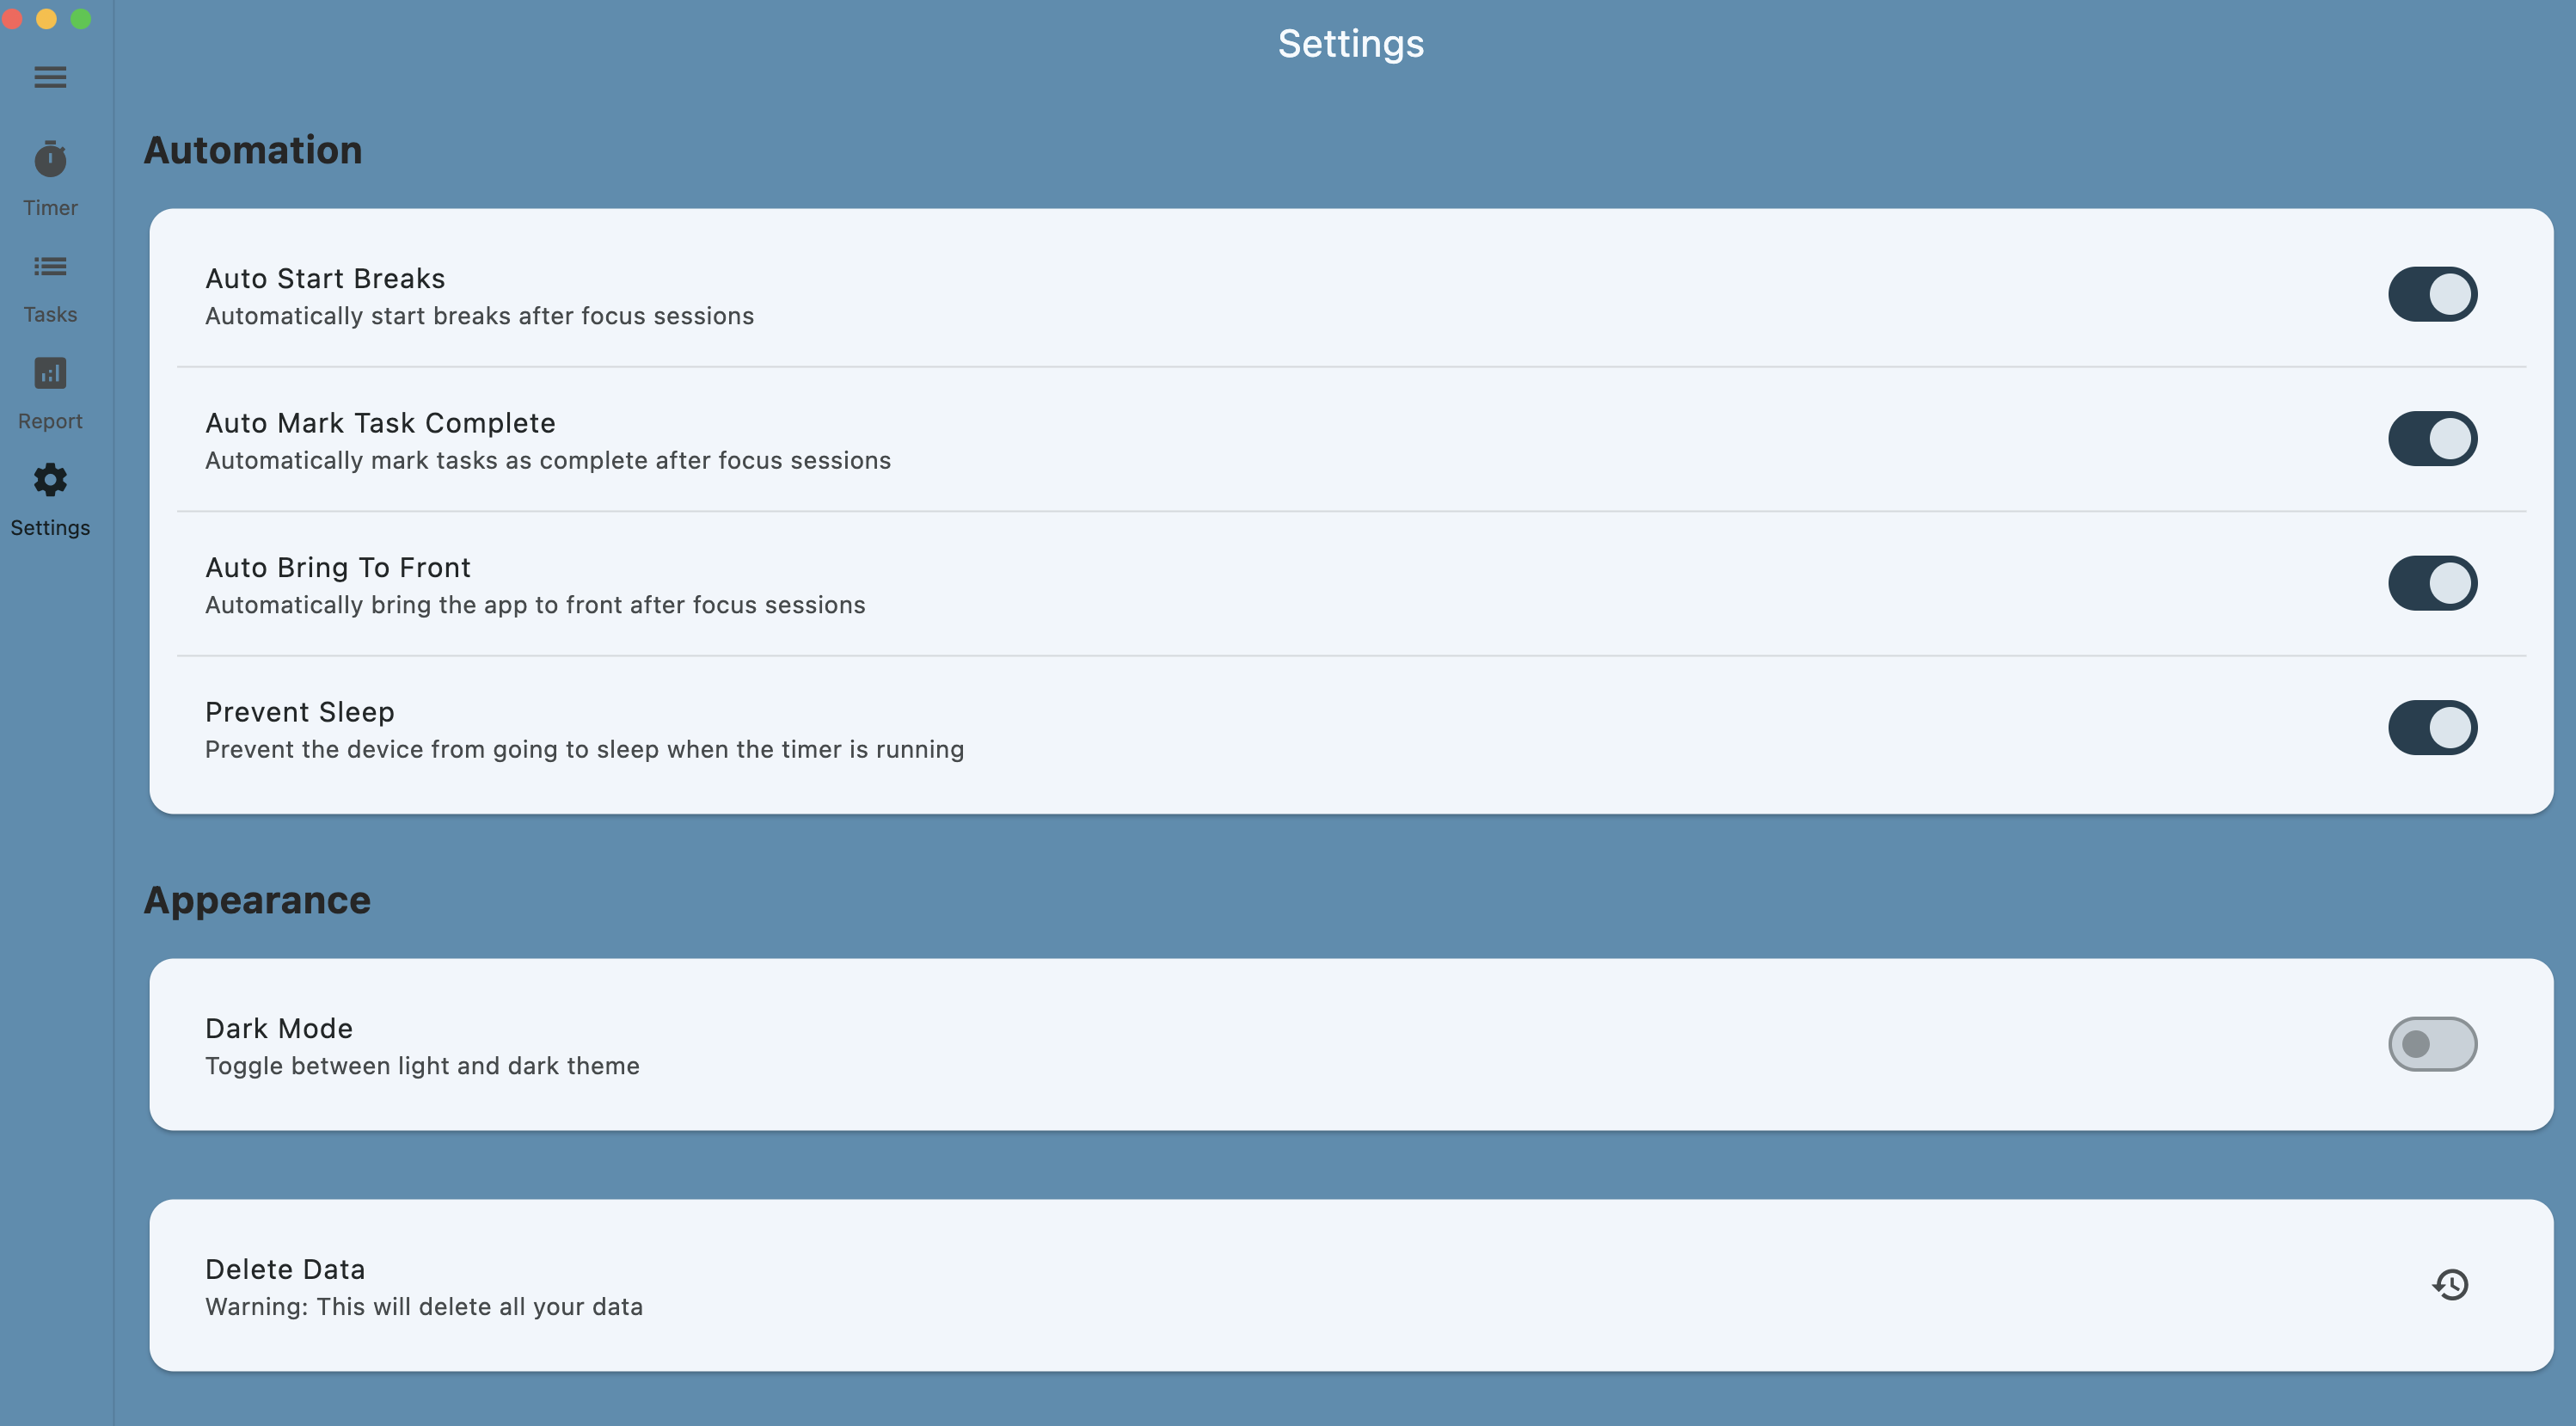 Settings
Timer
Tasks
Report
Settings
Automation
Auto Start Breaks
Automatically start breaks after focus sessions
Auto Mark Task Complete
Automatically mark tasks as complete after focus sessions
Auto Bring To Front
Automatically bring the app to front after focus sessions
Prevent Sleep
Prevent the device from going to sleep when the timer is running
Appearance
Dark Mode
Toggle between light and dark theme
Delete Data
Warning: This will delete all your data